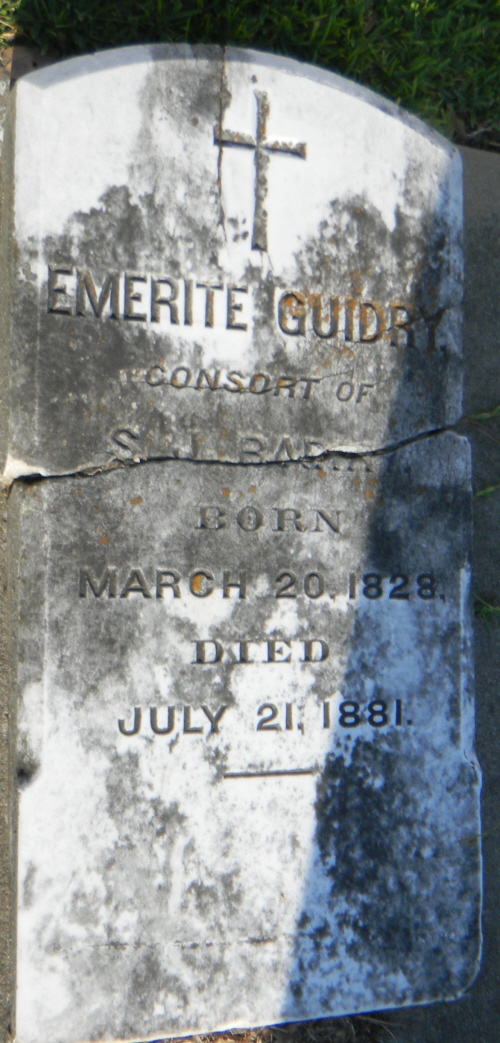 EMERITE GUIDRY.
CONSORT OF
S. J.
BORN
MARCH 20, 1828.
DIED
JULY 21, 1881.